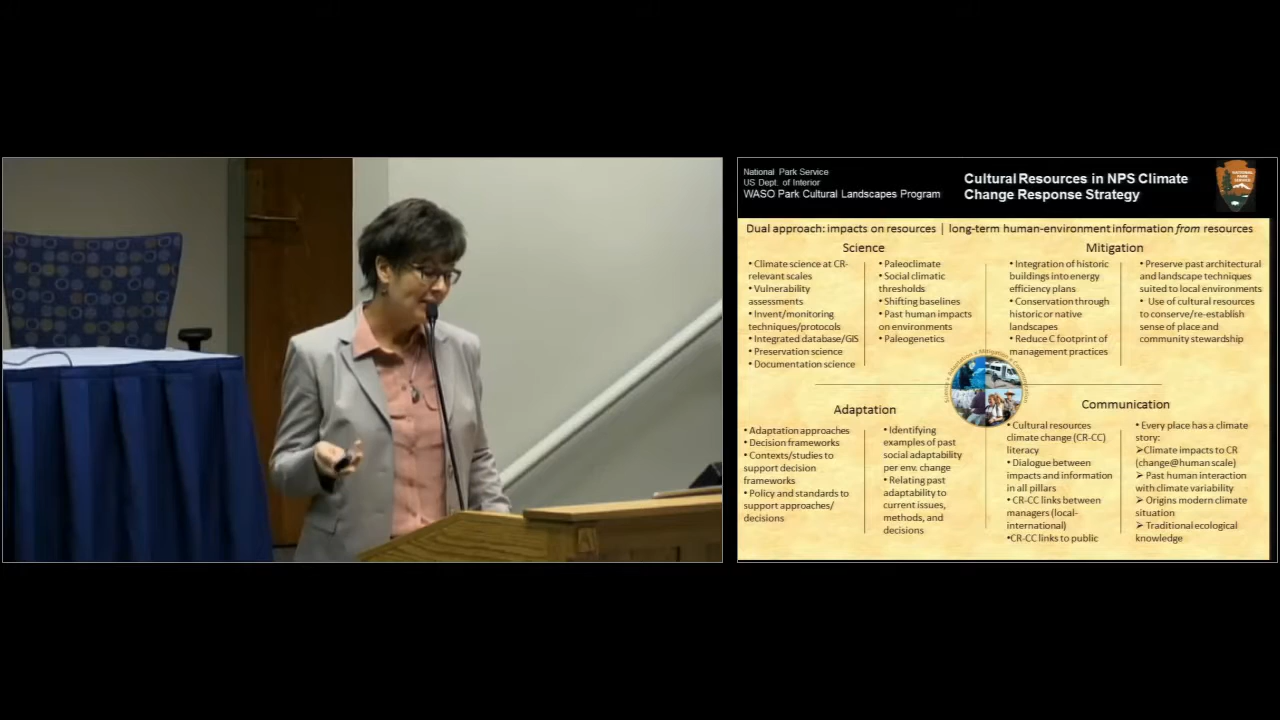 National Park Service
US Dept. of Interior
WASO Park Cultural Landscapes Program
Cultural Resources in NPS Climate
Change Response Strategy
NATIONAL
PARK
SERVICE
Dual approach: impacts on resources | long-term human-environment information from resources
Science
• Climate science at CR-
relevant scales
• Vulnerability
assessments
• Invent/monitoring
techniques/protocols
• Integrated database/GIS
• Preservation science
• Documentation science
• Paleoclimate
• Social climatic
thresholds
• Shifting baselines
• Past human impacts
on environments
• Paleogenetics
Mitigation
• Integration of historic
buildings into energy
efficiency plans
• Conservation through
historic or native
landscapes
• Reduce C footprint of
management practices
• Preserve past architectural
and landscape techniques
suited to local environments
• Use of cultural resources
to conserve/re-establish
sense of place and
community stewardship
Science • Adaptation • Mitigation • Communication
Adaptation
• Adaptation approaches
• Decision frameworks
• Contexts/studies to
support decision
frameworks
• Policy and standards to
support approaches/
decisions
• Identifying
examples of past
social adaptability
per env. change
• Relating past
adaptability to
current issues,
methods, and
decisions
Communication
• Cultural resources
climate change (CR-CC)
literacy
• Dialogue between
impacts and information
in all pillars
• CR-CC links between
managers (local-
international)
•CR-CC links to public
• Every place has a climate
story:
➢Climate impacts to CR
(change@human scale)
➢ Past human interaction
with climate variability
➢ Origins modern climate
situation
➢ Traditional ecological
knowledge